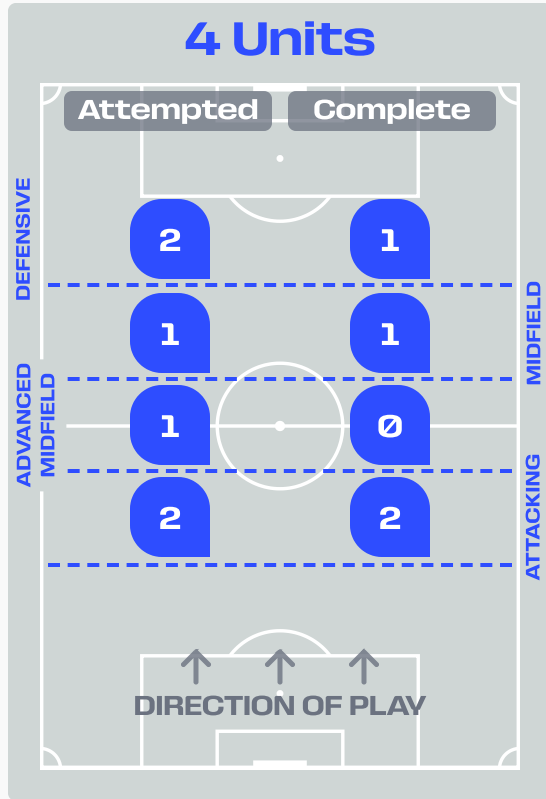 4 Units
Attempted Complete
DEFENSIVE
2 1
MIDFIELD
1 1
ADVANCED
MIDFIELD
1 0
ATTACKING
2 2
DIRECTION OF PLAY